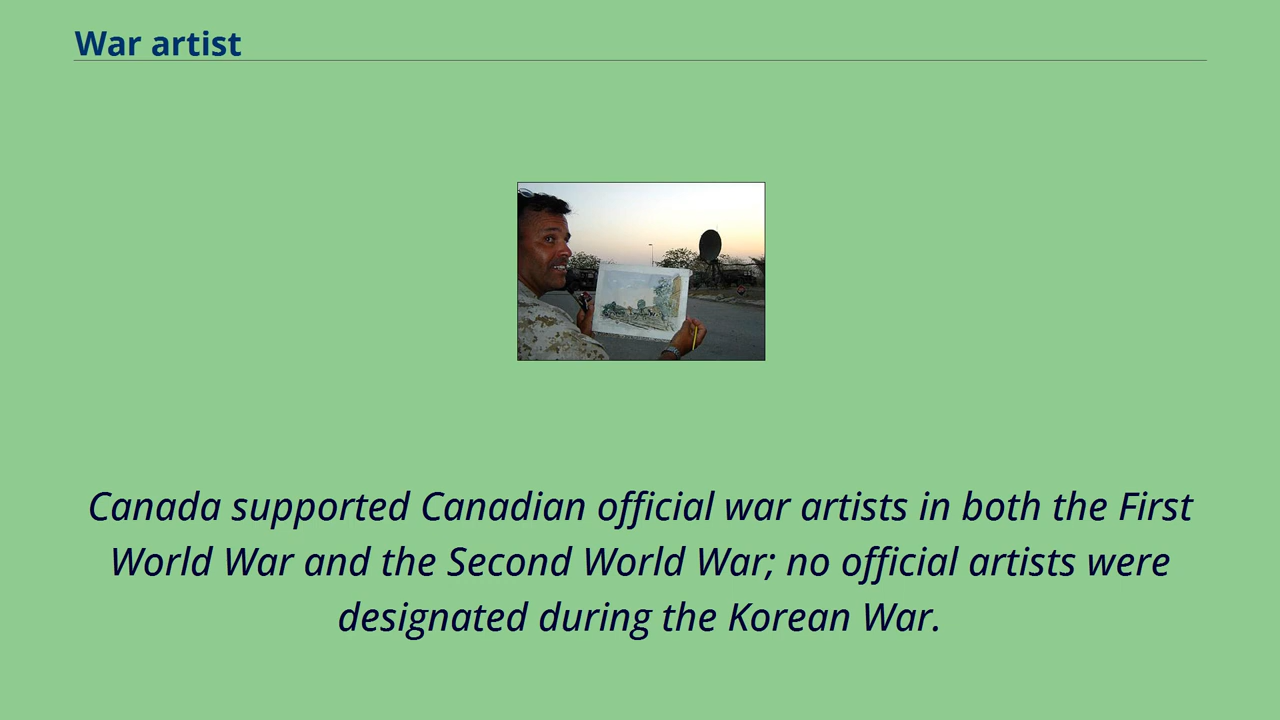 War artist
Canada supported Canadian official war artists in both the First
World War and the Second World War; no official artists were
designated during the Korean War.